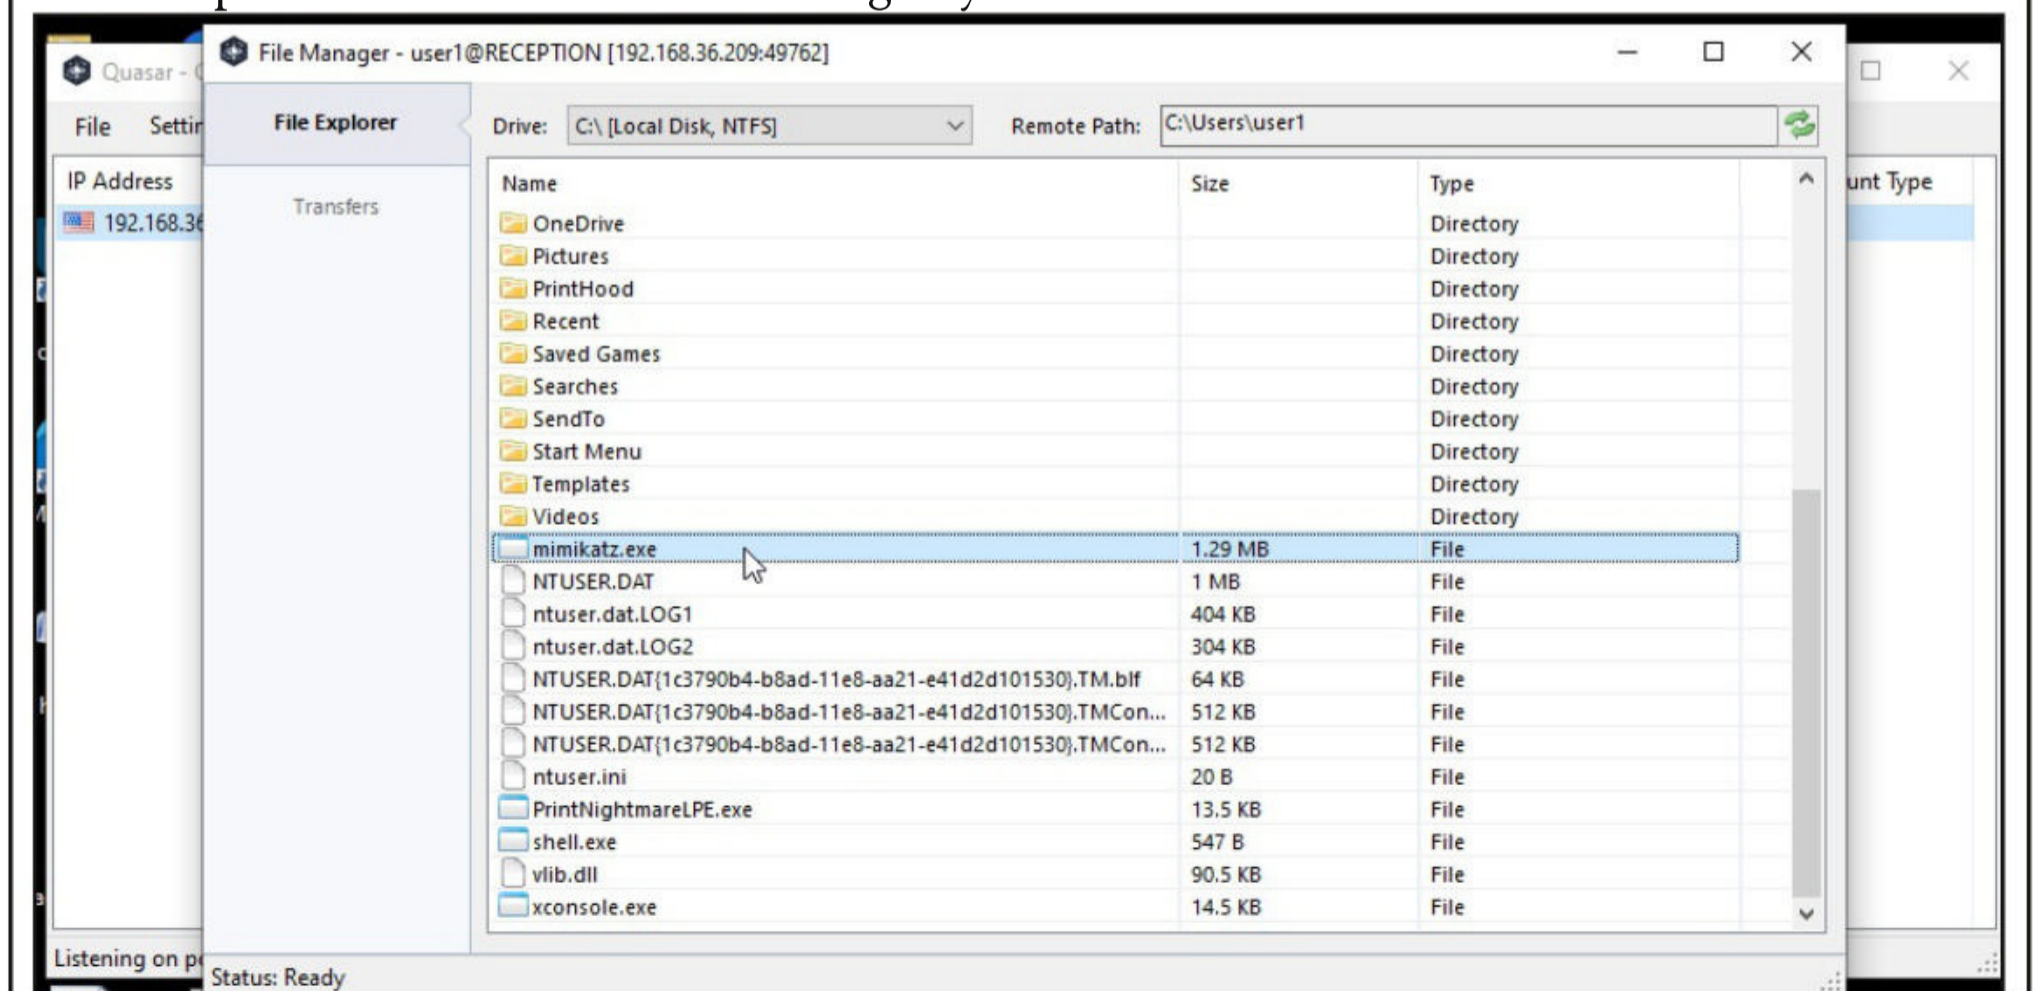 File Manager - user1@RECEPTION [192.168.36.209:49762]
Quasar -
File Settin
File Explorer
Drive: C:\ [Local Disk, NTFS] Remote Path: C:\Users\user1
IP Address
Name Size Type
unt Type
Transfers
192.168.36
OneDrive Directory
Pictures Directory
PrintHood Directory
Recent Directory
Saved Games Directory
Searches Directory
SendTo Directory
Start Menu Directory
Templates Directory
Videos Directory
mimikatz.exe 1.29 MB File
NTUSER.DAT 1 MB File
ntuser.dat.LOG1 404 KB File
ntuser.dat.LOG2 304 KB File
NTUSER.DAT{1c3790b4-b8ad-11e8-aa21-e41d2d101530}.TM.blf 64 KB File
NTUSER.DAT{1c3790b4-b8ad-11e8-aa21-e41d2d101530}.TMCon... 512 KB File
NTUSER.DAT{1c3790b4-b8ad-11e8-aa21-e41d2d101530}.TMCon... 512 KB File
ntuser.ini 20 B File
PrintNightmareLPE.exe 13.5 KB File
shell.exe 547 B File
vlib.dll 90.5 KB File
xconsole.exe 14.5 KB File
Listening on po
Status: Ready